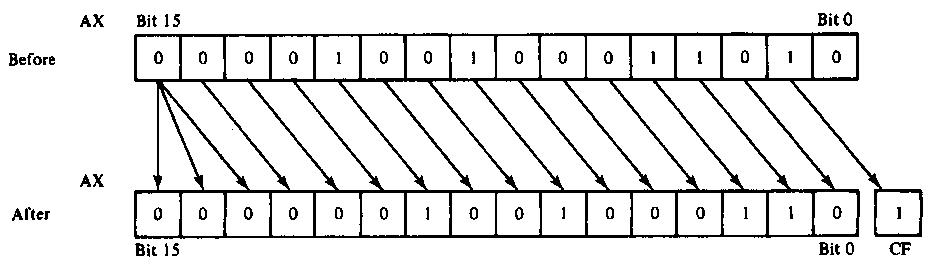 AX Bit 15 Bit 0
Before 0 0 0 0 1 0 0 1 0 0 0 1 1 0 1 0
AX
After 0 0 0 0 0 0 1 0 0 1 0 0 0 1 1 0 1
Bit 15 Bit 0 CF